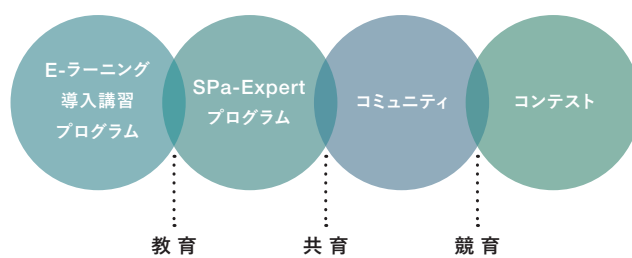 E-ラーニング
導入講習
プログラム
SPa-Expert
プログラム
コミュニティ
コンテスト
教育
共育
競育